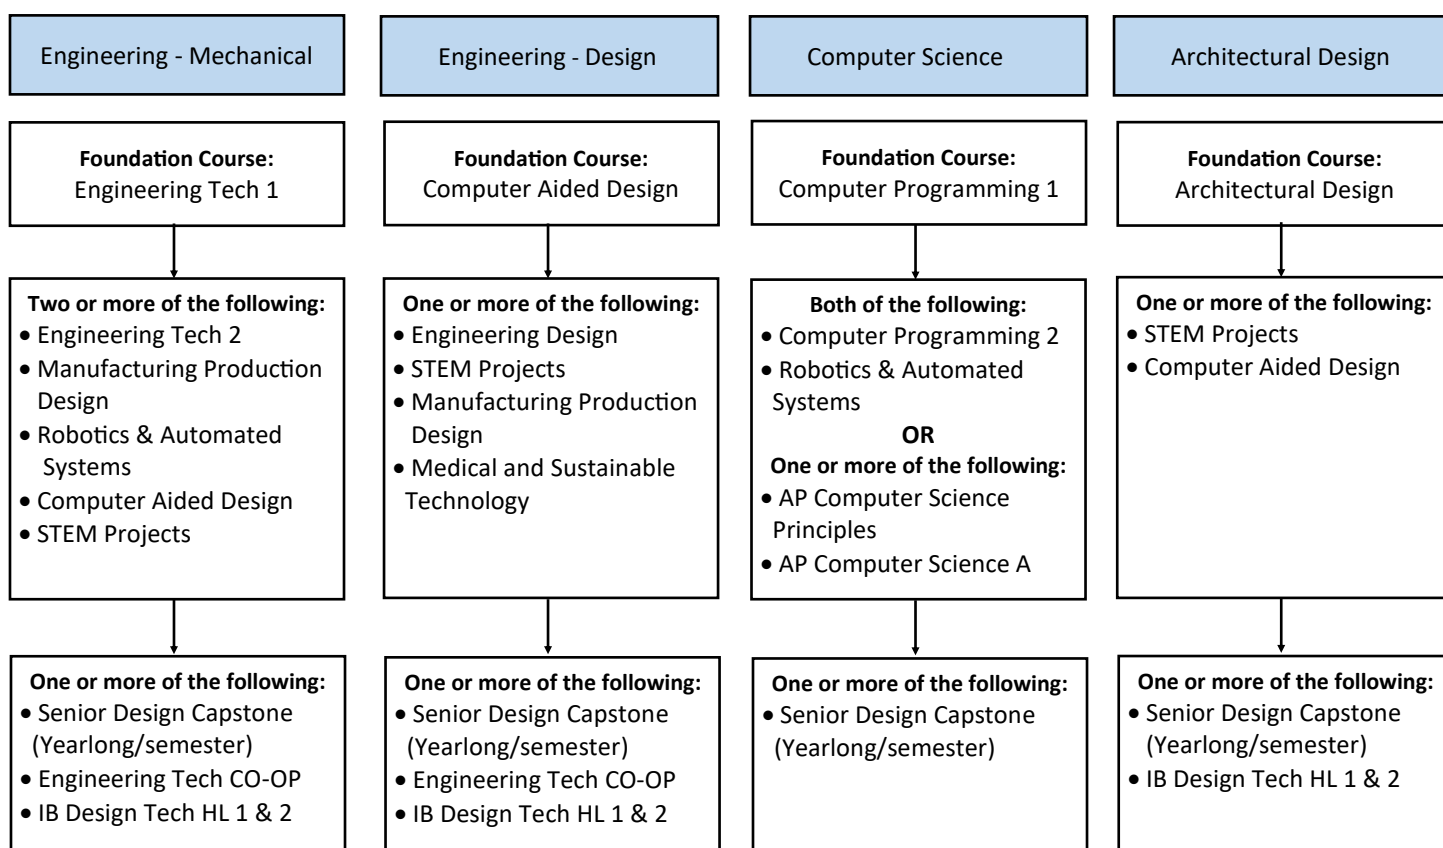 Engineering - Mechanical
Engineering - Design
Computer Science
Architectural Design
Foundation Course:
Engineering Tech 1
Foundation Course:
Computer Aided Design
Foundation Course:
Computer Programming 1
Foundation Course:
Architectural Design
Two or more of the following:
• Engineering Tech 2
• Manufacturing Production
Design
• Robotics & Automated
Systems
• Computer Aided Design
• STEM Projects
One or more of the following:
• Engineering Design
• STEM Projects
• Manufacturing Production
Design
• Medical and Sustainable
Technology
Both of the following:
• Computer Programming 2
• Robotics & Automated
Systems
OR
One or more of the following:
• AP Computer Science
Principles
• AP Computer Science A
One or more of the following:
• STEM Projects
• Computer Aided Design
One or more of the following:
• Senior Design Capstone
(Yearlong/semester)
• Engineering Tech CO-OP
• IB Design Tech HL 1 & 2
One or more of the following:
• Senior Design Capstone
(Yearlong/semester)
• Engineering Tech CO-OP
• IB Design Tech HL 1 & 2
One or more of the following:
• Senior Design Capstone
(Yearlong/semester)
One or more of the following:
• Senior Design Capstone
(Yearlong/semester)
• IB Design Tech HL 1 & 2